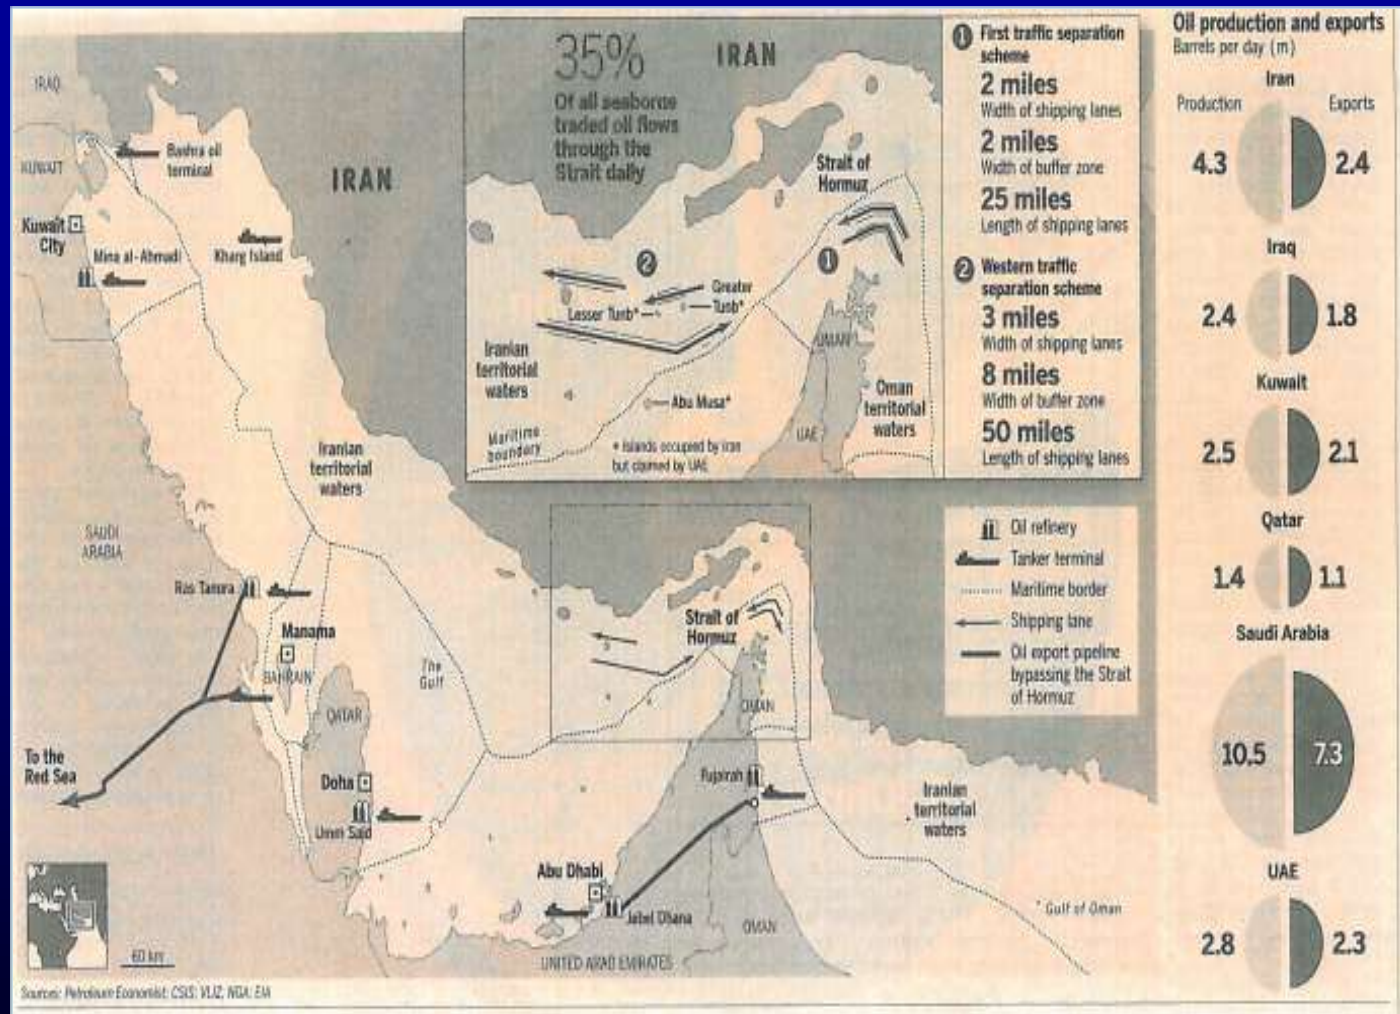 IRAQ
KUWAIT
Bashra oil
terminal
Kuwait
City
Mina al-Ahmadi
Kharg Island
IRAN
Iranian
territorial
waters
SAUDI
ARABIA
Ras Tanura
Manama
BAHRAIN
QATAR
The
Gulf
To the
Red Sea
Doha
Umm Said
Abu Dhabi
Jebel Dhana
Fujairah
Strait of
Hormuz
OMAN
OMAN
UNITED ARAB EMIRATES
Iranian
territorial
waters
Gulf of Oman
60 km
35%
Of all seaborne
traded oil flows
through the
Strait daily
IRAN
Strait of
Hormuz
1
2
Greater
Tunb*
Lesser Tunb*
Iranian
territorial
waters
Abu Musa*
Maritime
boundary
* Islands occupied by Iran
but claimed by UAE
OMAN
UAE
Oman
territorial
waters
1 First traffic separation
scheme
2 miles
Width of shipping lanes
2 miles
Width of buffer zone
25 miles
Length of shipping lanes
2 Western traffic
separation scheme
3 miles
Width of shipping lanes
8 miles
Width of buffer zone
50 miles
Length of shipping lanes
Oil refinery
Tanker terminal
Maritime border
Shipping lane
Oil export pipeline
bypassing the Strait
of Hormuz
Oil production and exports
Barrels per day (m)
Iran
Production Exports
4.3 2.4
Iraq
2.4 1.8
Kuwait
2.5 2.1
Qatar
1.4 1.1
Saudi Arabia
10.5 7.3
UAE
2.8 2.3
Sources: Petroleum Economist; CSIS; VLIZ; NGA; EIA